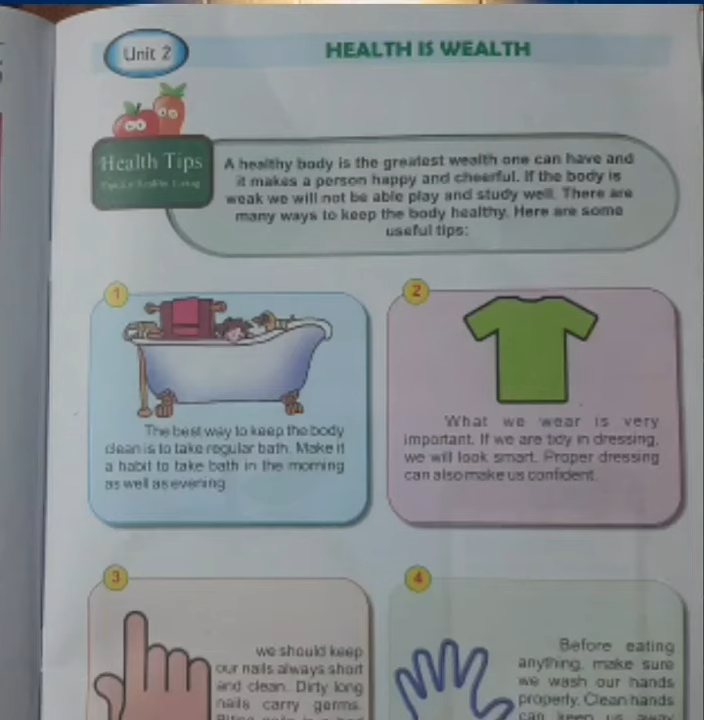 Unit 2
HEALTH IS WEALTH
Health Tips
A healthy body is the greatest wealth one can have and
it makes a person happy and cheerful. If the body is
weak we will not be able play and study well. There are
many ways to keep the body healthy. Here are some
useful tips:
1
The best way to keep the body
clean is to take regular bath. Make it
a habit to take bath in the morning
as well as evening
2
What we wear is very
important. If we are tidy in dressing,
we will look smart. Proper dressing
can also make us confident.
3
we should keep
our nails always short
and clean. Dirty long
nails carry germs.
4
Before eating
anything, make sure
we wash our hands
properly. Clean hands
can keep us away